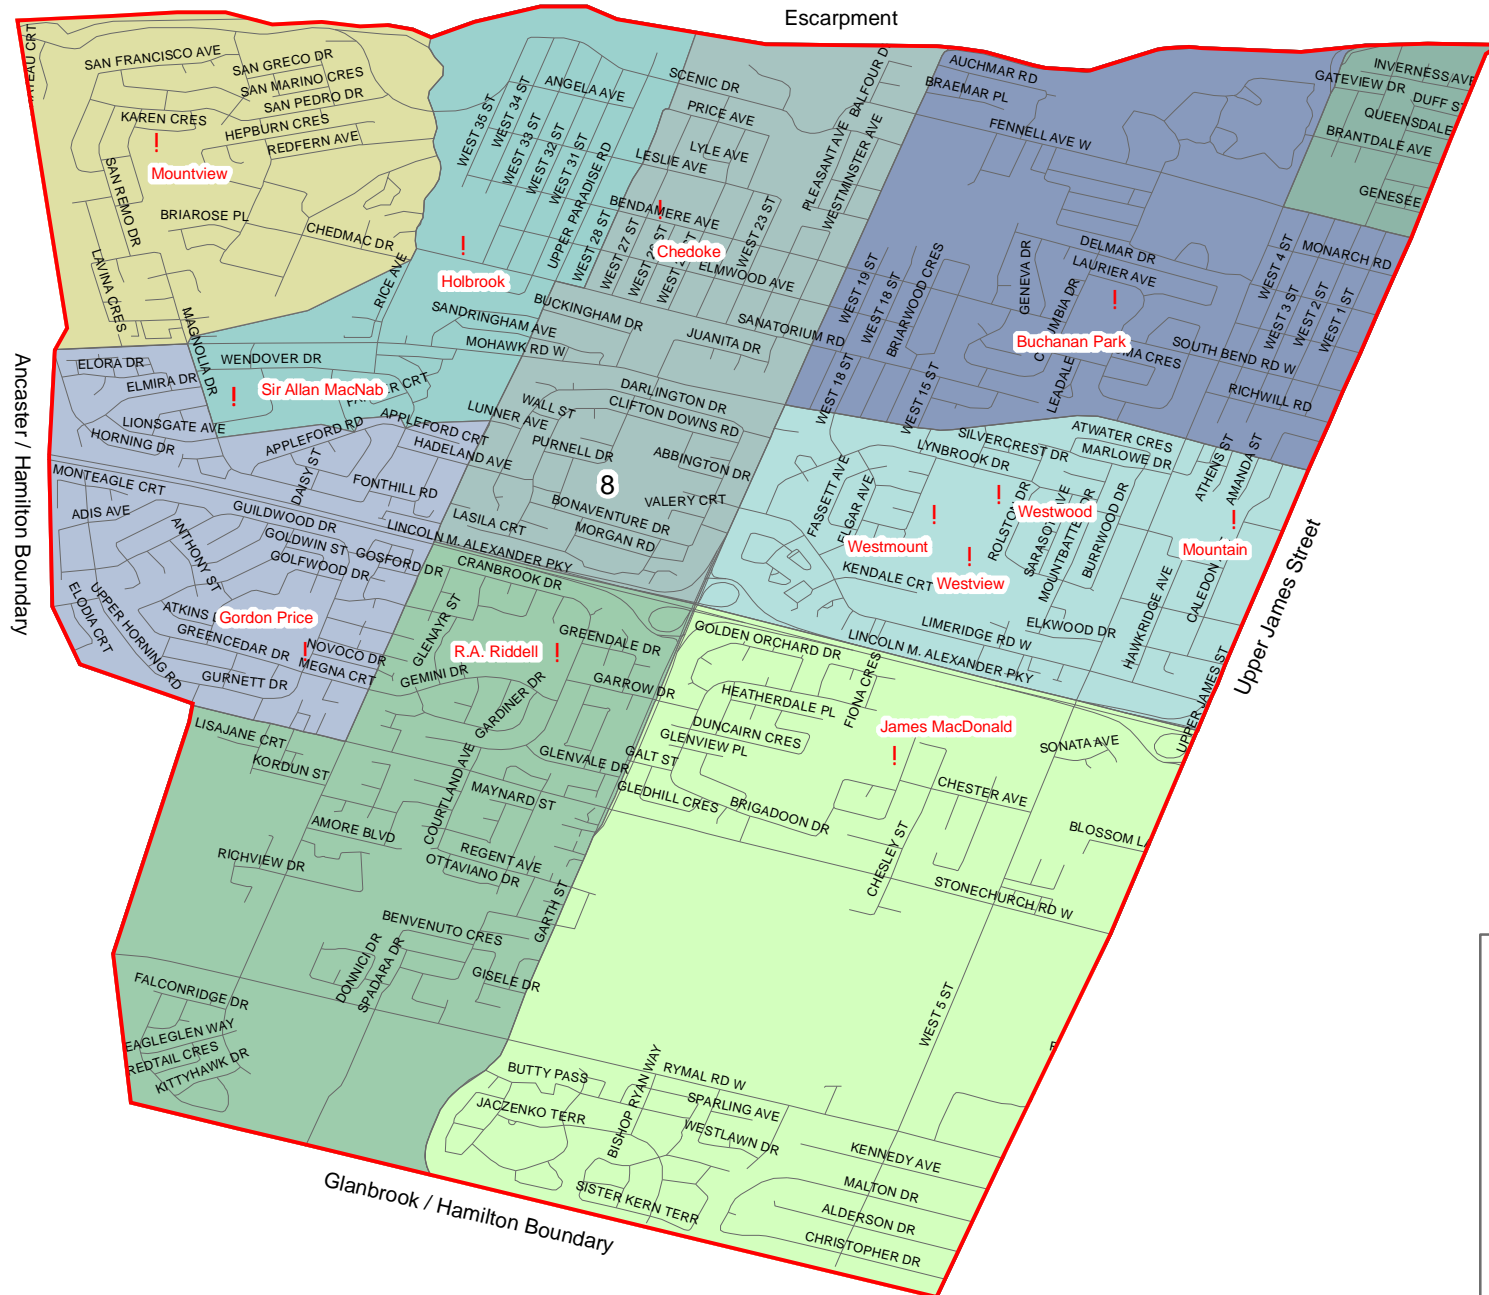 Escarpment
SAN FRANCISCO AVE
SAN GRECO DR
SAN MARINO CRES
SAN PEDRO DR
KAREN CRES
HEPBURN CRES
REDFERN AVE
Mountview
SAN REMO DR
BRIAROSE PL
CHEDMAC DR
LAVINA CRES
MAGNOLIA DR
RICE AVE
WEST 35 ST
WEST 34 ST
WEST 33 ST
WEST 32 ST
WEST 31 ST
ANGELA AVE
UPPER PARADISE RD
WEST 28 ST
Holbrook
SCENIC DR
PRICE AVE
LYLE AVE
LESLIE AVE
BENDAMERE AVE
WEST 27 ST
WEST 23 ST
Chedoke
ELMWOOD AVE
PLEASANT AVE
BALFOUR D
WESTMINSTER AVE
AUCHMAR RD
BRAEMAR PL
FENNELL AVE W
INVERNESS AVE
GATEVIEW DR
DUFF S
QUEENSDALE
BRANTDALE AVE
GENESEE
MONARCH RD
DELMAR DR
LAURIER AVE
GENEVA DR
WEST 4 ST
WEST 3 ST
WEST 2 ST
WEST 1 ST
WEST 19 ST
WEST 18 ST
BRIARWOOD CRES
Buchanan Park
SOUTH BEND RD W
RICHWILL RD
LEADALE
WEST 18 ST
WEST 15 ST
SANDRINGHAM AVE
BUCKINGHAM DR
JUANITA DR
SANATORIUM RD
MOHAWK RD W
ELORA DR
ELMIRA DR
WENDOVER DR
Sir Allan MacNab
LIONSGATE AVE
HORNING DR
APPLEFORD RD
APPLEFORD CRT
HADELAND AVE
LUNNER AVE
WALL ST
PURNELL DR
DARLINGTON DR
CLIFTON DOWNS RD
ABBINGTON DR
VALERY CRT
8
BONAVENTURE DR
MORGAN RD
LASILA CRT
MONTEAGLE CRT
ADIS AVE
DAISY ST
FONTHILL RD
GUILDWOOD DR
GOLDWIN ST
GOLFWOOD DR
GOSFORD DR
LINCOLN M. ALEXANDER PKY
ANTHONY ST
UPPER HORNING RD
ELODIA CRT
Gordon Price
GREENCEDAR DR
GURNETT DR
NOVOCO DR
MEGNA CRT
SILVERCREST DR
LYNBROOK DR
ATWATER CRES
MARLOWE DR
ATHENS ST
AMANDA ST
FASSETT AVE
ELGAR AVE
Westmount
Westwood
Westview
Mountain
BURRWOOD DR
KENDALE CRT
LIMERIDGE RD W
ELKWOOD DR
HAWKRIDGE AVE
LINCOLN M. ALEXANDER PKY
UPPER JAMES ST
Upper James Street
Ancaster / Hamilton Boundary
CRANBROOK DR
GLENAYR ST
R.A. Riddell
GREENDALE DR
GEMINI DR
GARDINER DR
GARROW DR
GLENVALE DR
COURTLAND AVE
MAYNARD ST
REGENT AVE
OTTAVIANO DR
LISAJANE CRT
KORDUN ST
AMORE BLVD
RICHVIEW DR
GARTH ST
BENVENUTO CRES
DONNICI DR
SPADARA DR
GISELE DR
FALCONRIDGE DR
EAGLEGLEN WAY
REDTAIL CRES
KITTYHAWK DR
GOLDEN ORCHARD DR
FIONA CRES
HEATHERDALE PL
DUNCAIRN CRES
GLENVIEW PL
GALT ST
GLEDHILL CRES
BRIGADOON DR
James MacDonald
SONATA AVE
CHESTER AVE
CHESLEY ST
BLOSSOM LA
STONECHURCH RD W
WEST 5 ST
RYMAL RD W
BUTTY PASS
JACZENKO TERR
BISHOP RYAN WAY
SPARLING AVE
WESTLAWN DR
SISTER KERN TERR
KENNEDY AVE
MALTON DR
ALDERSON DR
CHRISTOPHER DR
Glanbrook / Hamilton Boundary